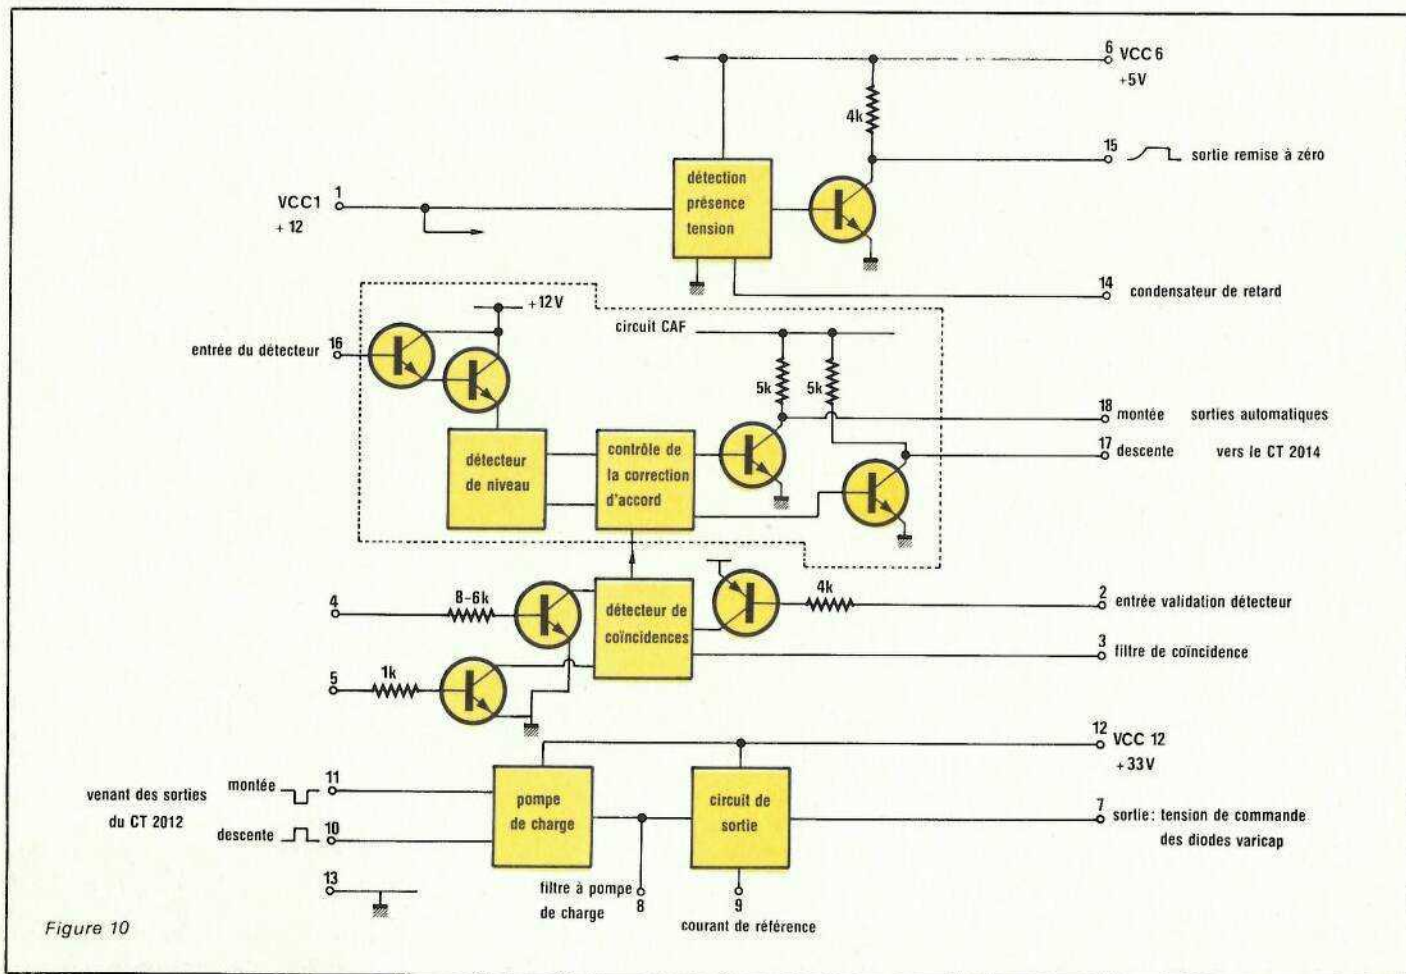 6 VCC 6
+5V
4k
15 sortie remise à zéro
détection
présence
tension
VCC1 1
+ 12
14 condensateur de retard
+12V
circuit CAF
entrée du détecteur 16
5k 5k
18 montée sorties automatiques
17 descente vers le CT 2014
détecteur
de niveau
contrôle de
la correction
d'accord
4 8-6k
détecteur de
coïncidences
4k
2 entrée validation détecteur
3 filtre de coïncidence
5 1k
12 VCC 12
+33V
venant des sorties
du CT 2012
montée 11
descente 10
pompe
de charge
circuit de
sortie
7 sortie: tension de commande
des diodes varicap
13
filtre à pompe
de charge 8
9
courant de référence
Figure 10